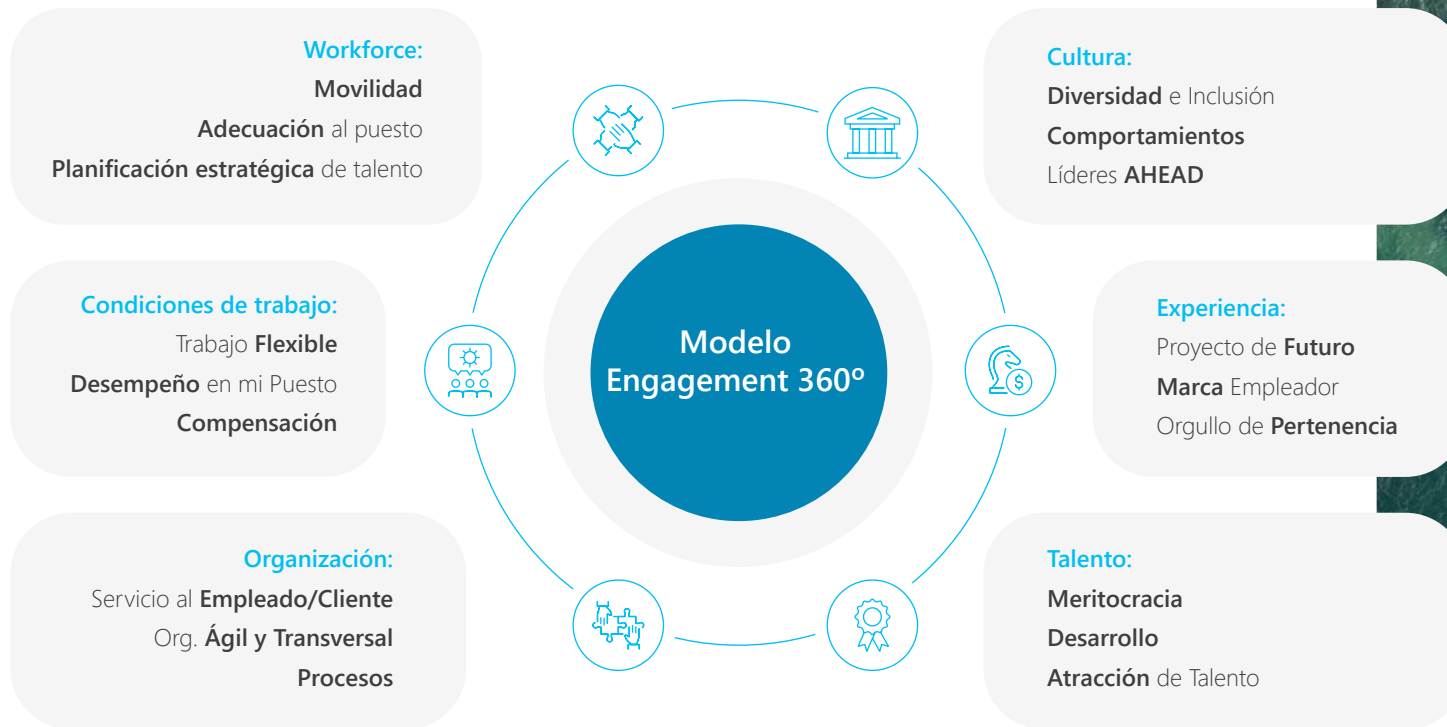 Workforce:
Movilidad
Adecuación al puesto
Planificación estratégica de talento
Cultura:
Diversidad e Inclusión
Comportamientos
Líderes AHEAD
Condiciones de trabajo:
Trabajo Flexible
Desempeño en mi Puesto
Compensación
Modelo
Engagement 360º
Experiencia:
Proyecto de Futuro
Marca Empleador
Orgullo de Pertenencia
Organización:
Servicio al Empleado/Cliente
Org. Ágil y Transversal
Procesos
Talento:
Meritocracia
Desarrollo
Atracción de Talento
$